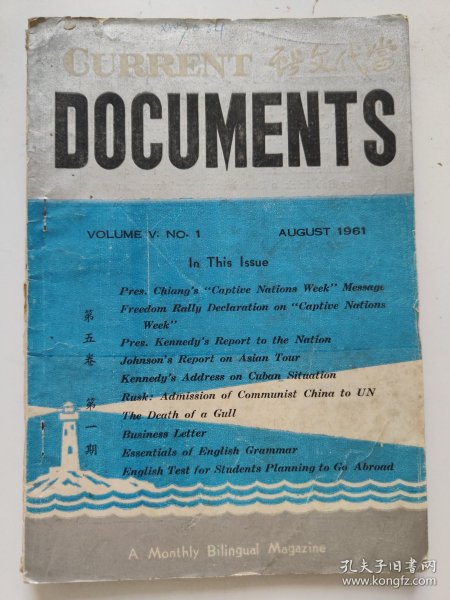 CURRENT 當代文献
DOCUMENTS
VOLUME V: NO. 1 AUGUST 1961
In This Issue
Pres. Chiang's "Captive Nations Week" Message
Freedom Rally Declaration on "Captive Nations
Week"
Pres. Kennedy's Report to the Nation
Johnson's Report on Asian Tour
Kennedy's Address on Cuban Situation
Rusk: Admission of Communist China to UN
The Death of a Gull
Business Letter
Essentials of English Grammar
English Test for Students Planning to Go Abroad
第五卷 第一期
A Monthly Bilingual Magazine
孔夫子旧书网
www.kongfz.com